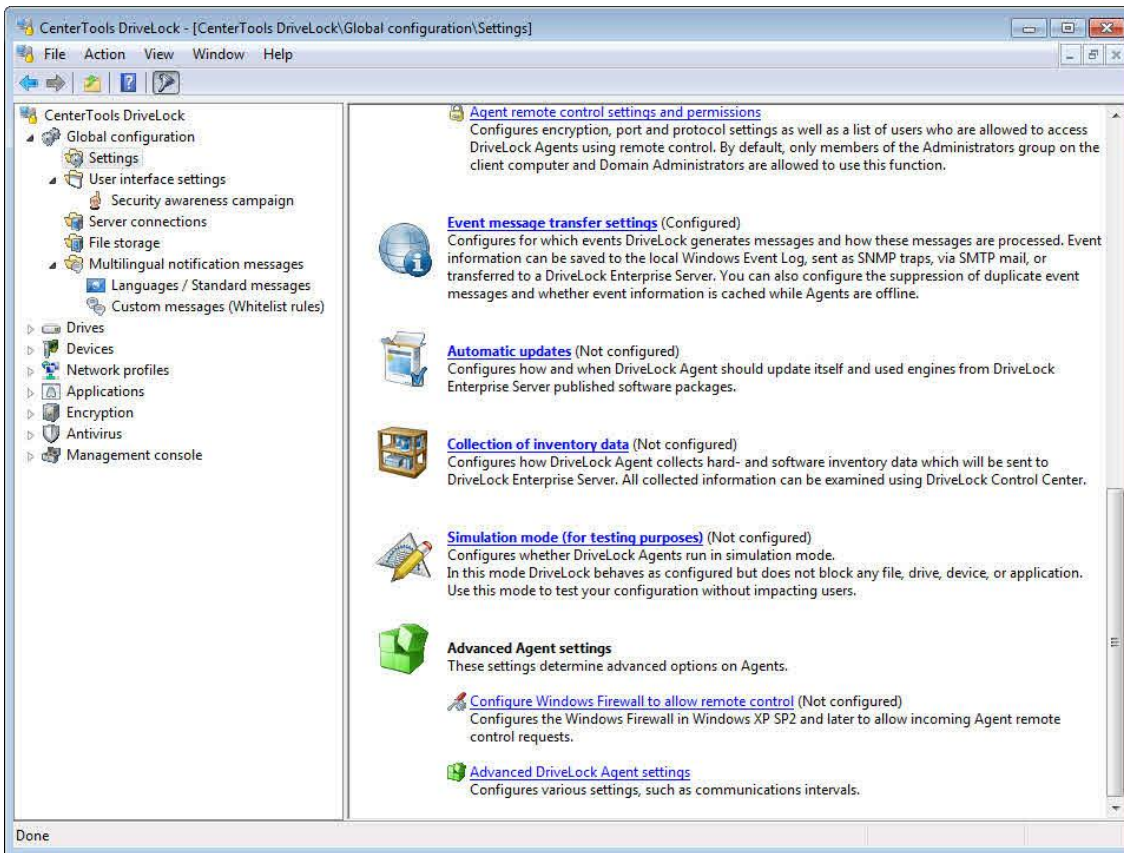 CenterTools DriveLock - [CenterTools DriveLock\Global configuration\Settings]
File Action View Window Help
CenterTools DriveLock
Global configuration
Settings
User interface settings
Security awareness campaign
Server connections
File storage
Multilingual notification messages
Languages / Standard messages
Custom messages (Whitelist rules)
Drives
Devices
Network profiles
Applications
Encryption
Antivirus
Management console
Agent remote control settings and permissions
Configures encryption, port and protocol settings as well as a list of users who are allowed to access
DriveLock Agents using remote control. By default, only members of the Administrators group on the
client computer and Domain Administrators are allowed to use this function.
Event message transfer settings (Configured)
Configures for which events DriveLock generates messages and how these messages are processed. Event
information can be saved to the local Windows Event Log, sent as SNMP traps, via SMTP mail, or
transferred to a DriveLock Enterprise Server. You can also configure the suppression of duplicate event
messages and whether event information is cached while Agents are offline.
Automatic updates (Not configured)
Configures how and when DriveLock Agent should update itself and used engines from DriveLock
Enterprise Server published software packages.
Collection of inventory data (Not configured)
Configures how DriveLock Agent collects hard- and software inventory data which will be sent to
DriveLock Enterprise Server. All collected information can be examined using DriveLock Control Center.
Simulation mode (for testing purposes) (Not configured)
Configures whether DriveLock Agents run in simulation mode.
In this mode DriveLock behaves as configured but does not block any file, drive, device, or application.
Use this mode to test your configuration without impacting users.
Advanced Agent settings
These settings determine advanced options on Agents.
Configure Windows Firewall to allow remote control (Not configured)
Configures the Windows Firewall in Windows XP SP2 and later to allow incoming Agent remote
control requests.
Advanced DriveLock Agent settings
Configures various settings, such as communications intervals.
Done